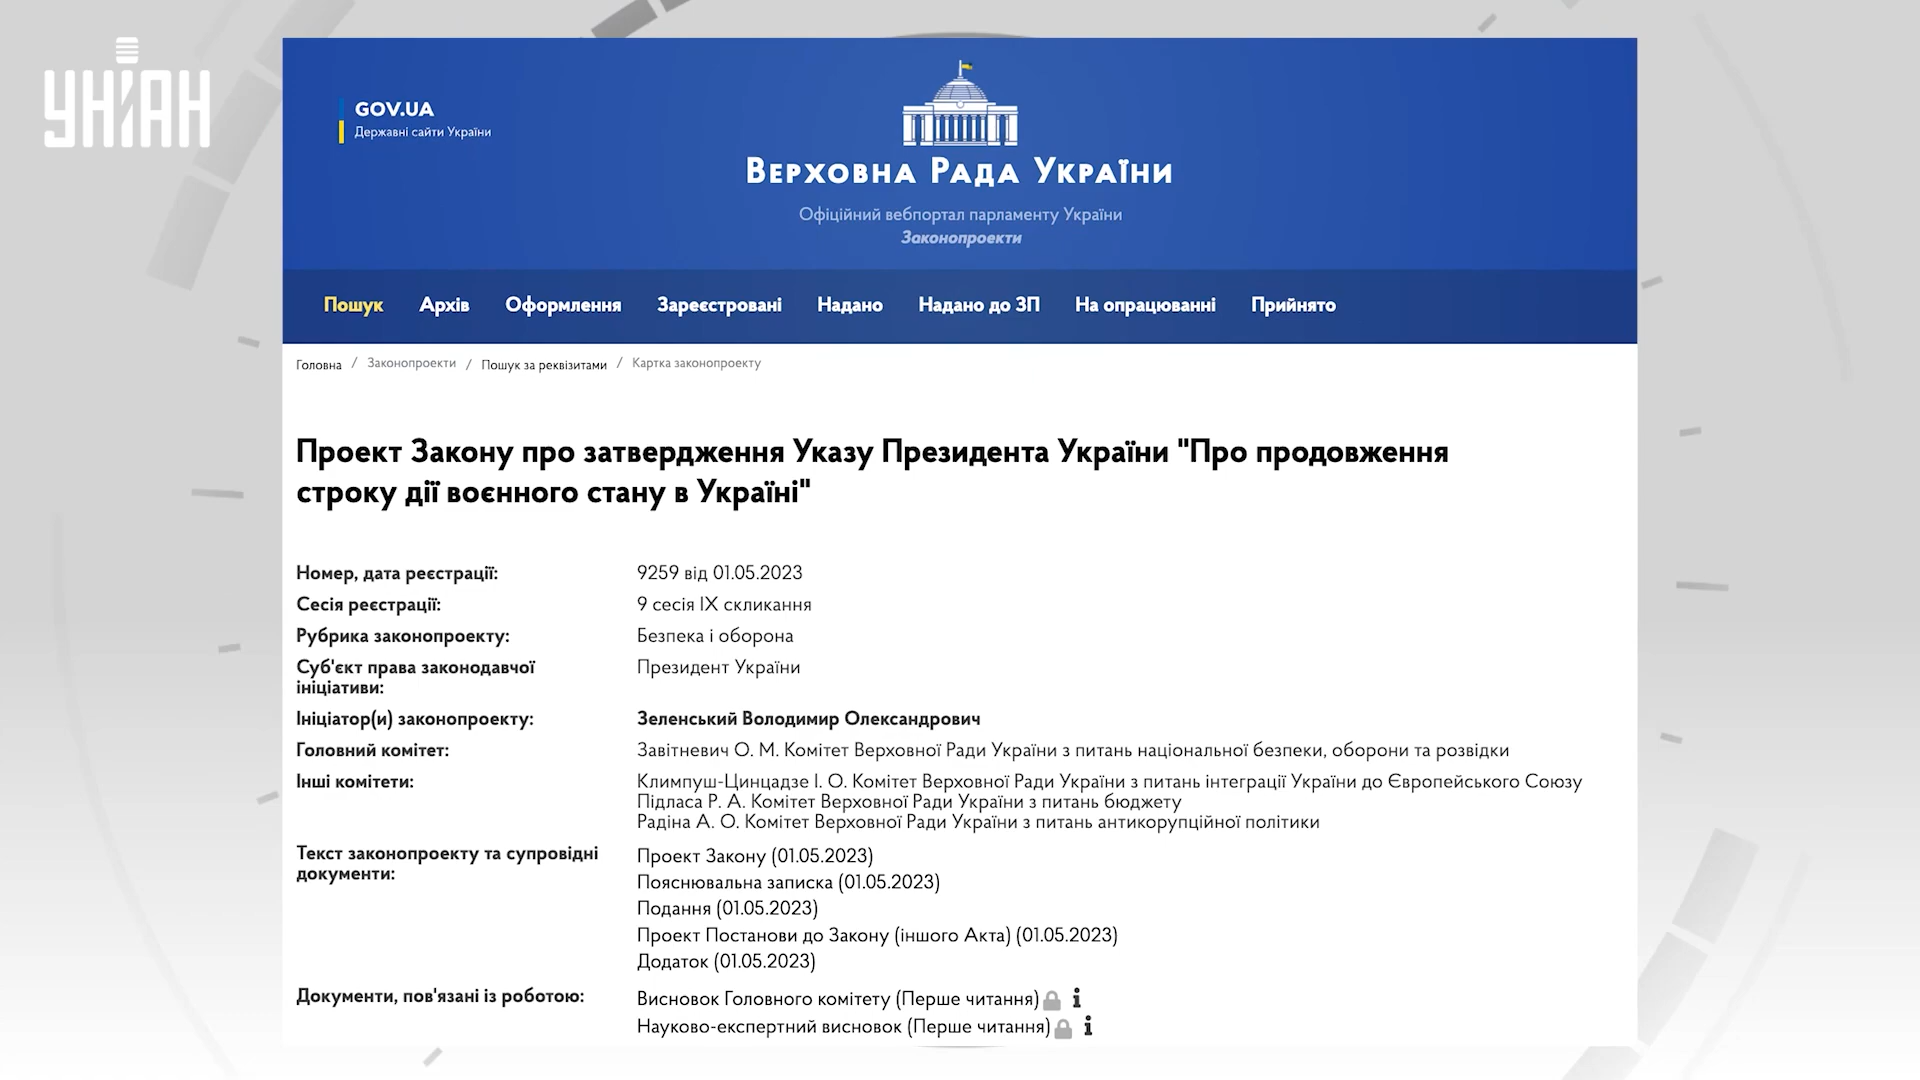 УНІАН
GOV.UA
Державні сайти України
Верховна Рада України
Офіційний вебпортал парламенту України
Законопроекти
Пошук Архів Оформлення Зареєстровані Надано Надано до ЗП На опрацюванні Прийнято
Головна / Законопроекти / Пошук за реквізитами / Картка законопроекту
Проект Закону про затвердження Указу Президента України "Про продовження
строку дії воєнного стану в Україні"
Номер, дата реєстрації: 9259 від 01.05.2023
Сесія реєстрації: 9 сесія IX скликання
Рубрика законопроекту: Безпека і оборона
Суб'єкт права законодавчої
ініціативи:
Президент України
Ініціатор(и) законопроекту: Зеленський Володимир Олександрович
Головний комітет: Завітневич О. М. Комітет Верховної Ради України з питань національної безпеки, оборони та розвідки
Інші комітети: Климпуш-Цинцадзе І. О. Комітет Верховної Ради України з питань інтеграції України до Європейського Союзу
Підласа Р. А. Комітет Верховної Ради України з питань бюджету
Радіна А. О. Комітет Верховної Ради України з питань антикорупційної політики
Текст законопроекту та супровідні
документи:
Проект Закону (01.05.2023)
Пояснювальна записка (01.05.2023)
Подання (01.05.2023)
Проект Постанови до Закону (іншого Акта) (01.05.2023)
Додаток (01.05.2023)
Документи, пов'язані із роботою: Висновок Головного комітету (Перше читання)
Науково-експертний висновок (Перше читання)